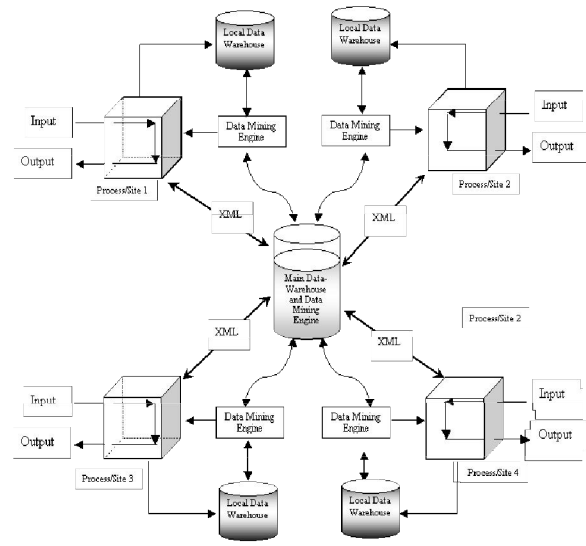 Local Data
Warehouse
Local Data
Warehouse
Input
Output
Data Mining
Engine
Data Mining
Engine
Input
Output
Process/Site 1
Process/Site 2
XML
XML
Main Data-
Warehouse
and Data
Mining
Engine
Process/Site 2
XML
XML
Input
Output
Data Mining
Engine
Data Mining
Engine
Input
Output
Process/Site 3
Process/Site 4
Local Data
Warehouse
Local Data
Warehouse